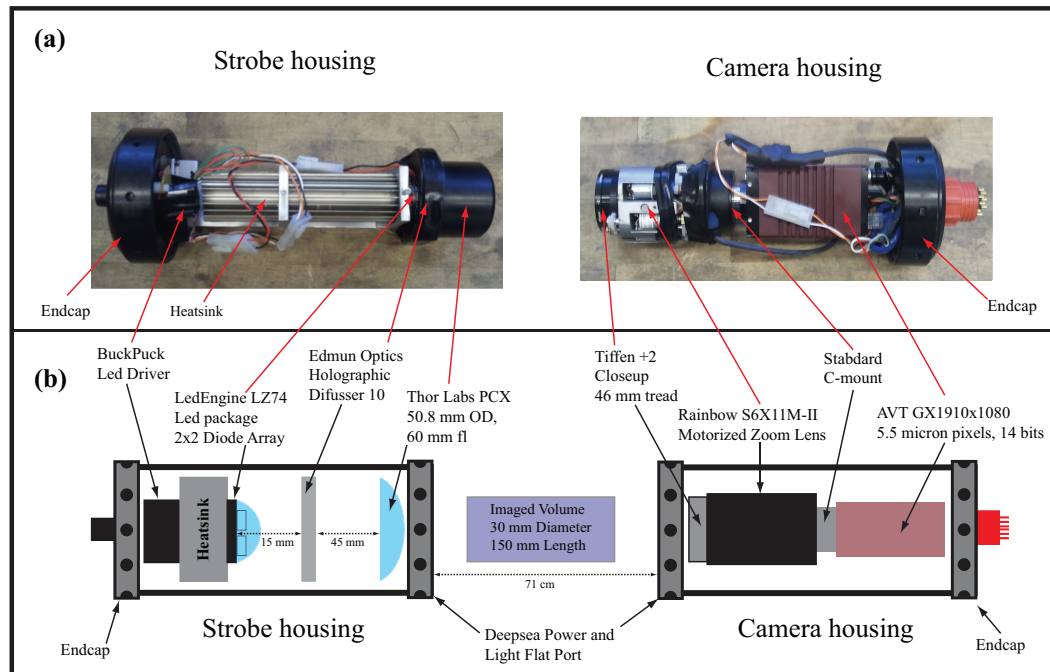 (a)
Strobe housing
Camera housing
Endcap
Heatsink
Endcap
(b)
BuckPuck
Led Driver
LedEngine LZ74
Led package
2x2 Diode Array
Edmun Optics
Holographic
Difusser 10
Thor Labs PCX
50.8 mm OD,
60 mm fl
Tiffen +2
Closeup
46 mm tread
Rainbow S6X11M-II
Motorized Zoom Lens
Stabdard
C-mount
AVT GX1910x1080
5.5 micron pixels, 14 bits
Heatsink
15 mm
45 mm
Imaged Volume
30 mm Diameter
150 mm Length
71 cm
Endcap
Strobe housing
Deepsea Power and
Light Flat Port
Camera housing
Endcap